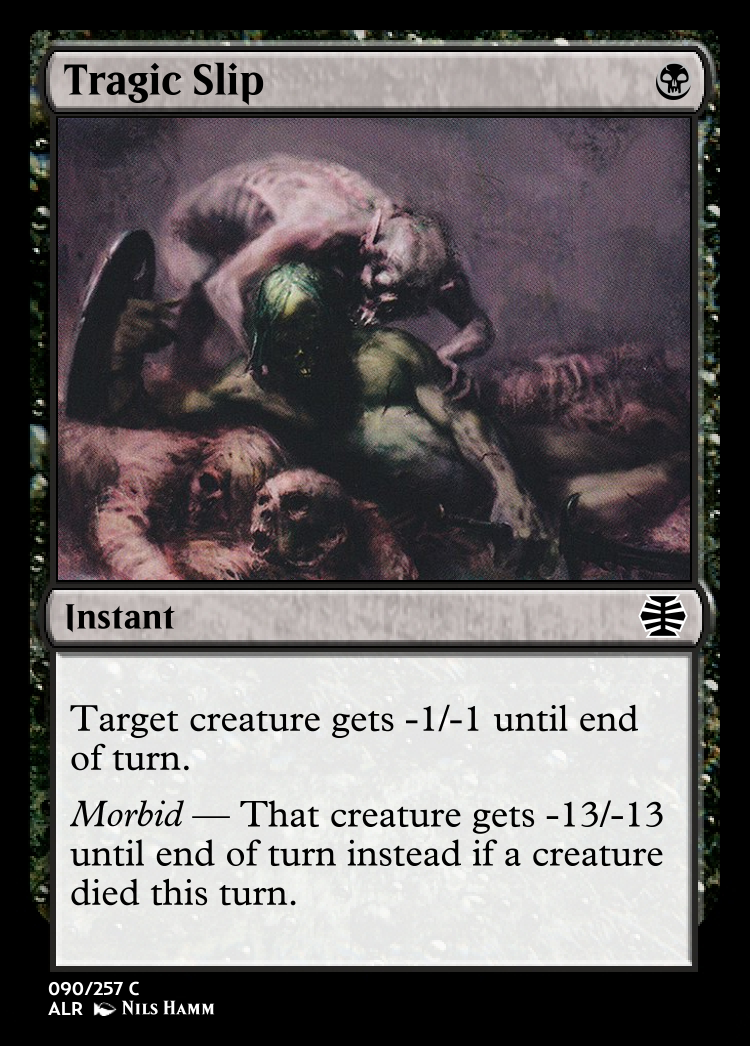 Tragic Slip
Instant
Target creature gets -1/-1 until end
of turn.
Morbid — That creature gets -13/-13
until end of turn instead if a creature
died this turn.
090/257 C
ALR Nils Hamm